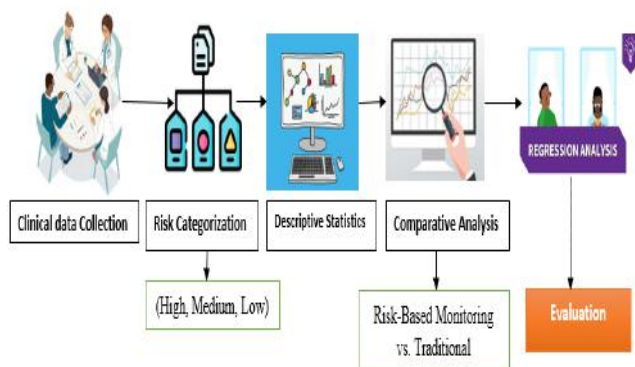 REGRESSION ANALYSIS
Clinical data Collection
Risk Categorization
Descriptive Statistics
Comparative Analysis
(High, Medium, Low)
Risk-Based Monitoring
vs. Traditional
Evaluation